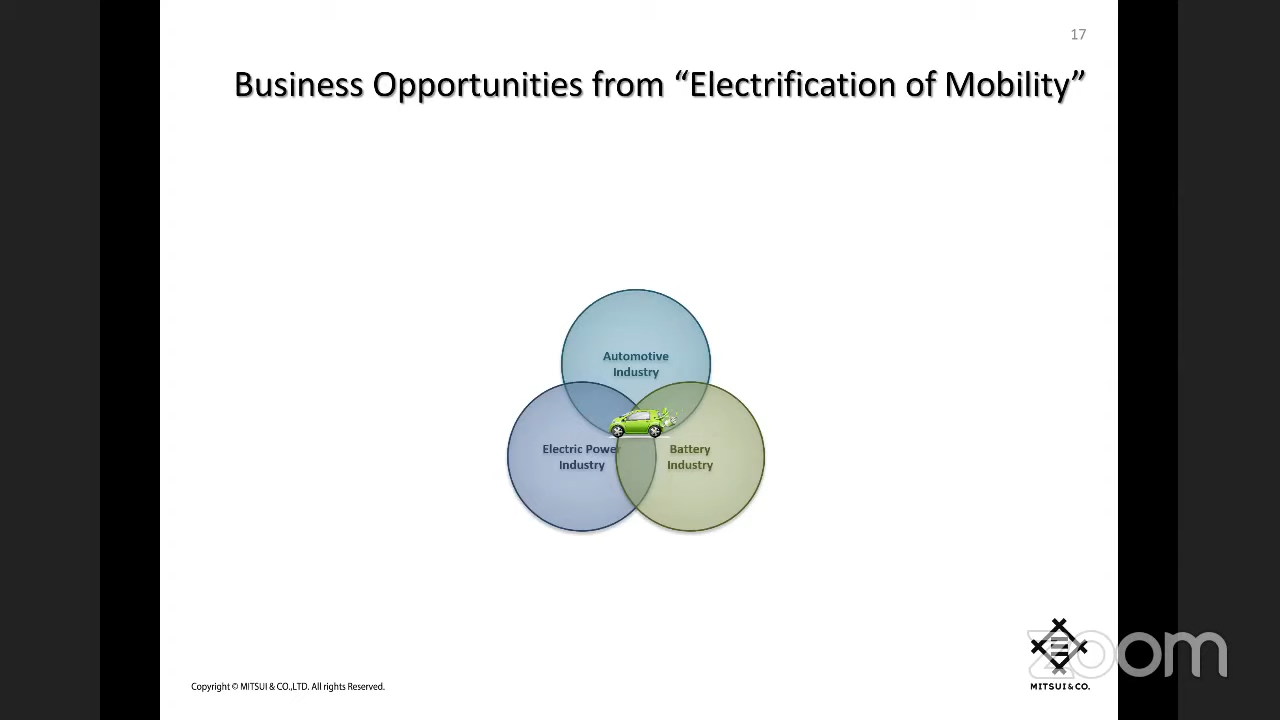 17
Business Opportunities from “Electrification of Mobility”
Automotive
Industry
Electric Power
Industry
Battery
Industry
zoom
MITSUI & CO.
Copyright © MITSUI & CO.,LTD. All rights Reserved.